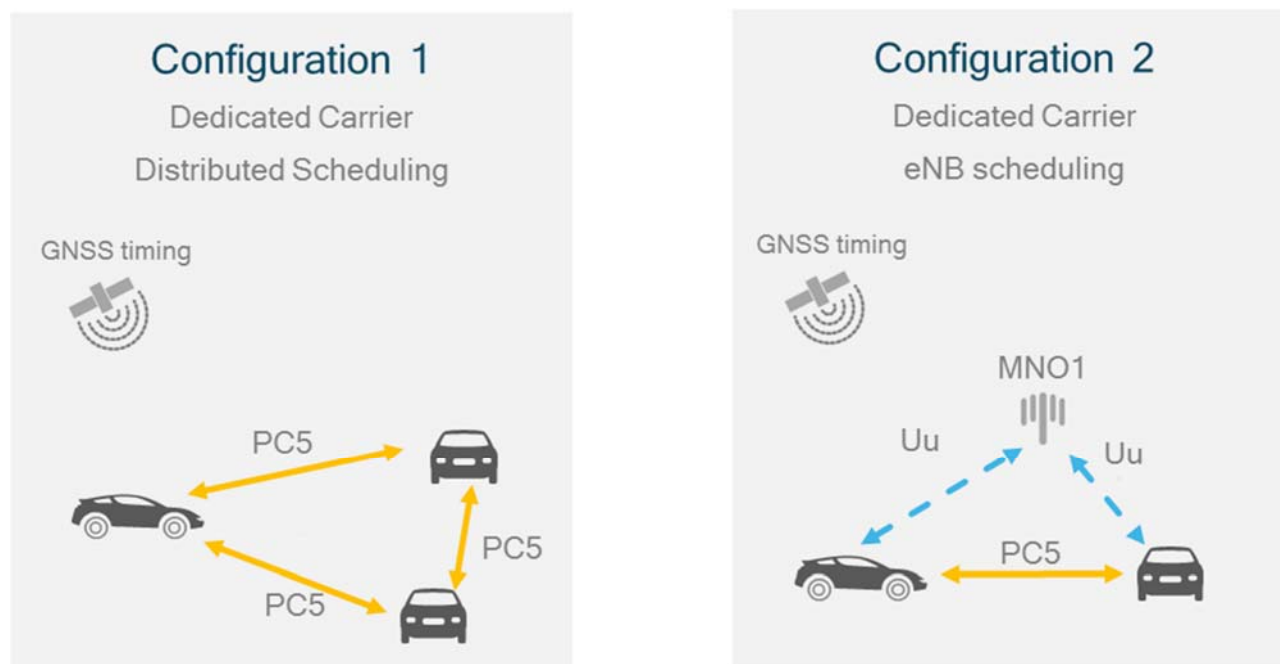 Configuration 1
Dedicated Carrier
Distributed Scheduling
GNSS timing
PC5
PC5
PC5
Configuration 2
Dedicated Carrier
eNB scheduling
GNSS timing
MNO1
Uu
Uu
PC5